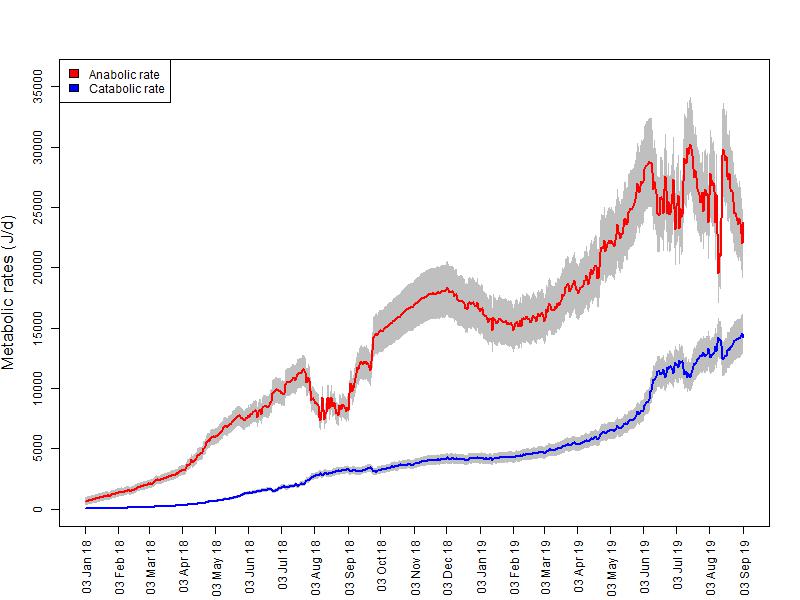 Anabolic rate
Catabolic rate
Metabolic rates (J/d)
35000
30000
25000
20000
15000
10000
5000
0
03 Jan 18
03 Feb 18
03 Mar 18
03 Apr 18
03 May 18
03 Jun 18
03 Jul 18
03 Aug 18
03 Sep 18
03 Oct 18
03 Nov 18
03 Dec 18
03 Jan 19
03 Feb 19
03 Mar 19
03 Apr 19
03 May 19
03 Jun 19
03 Jul 19
03 Aug 19
03 Sep 19